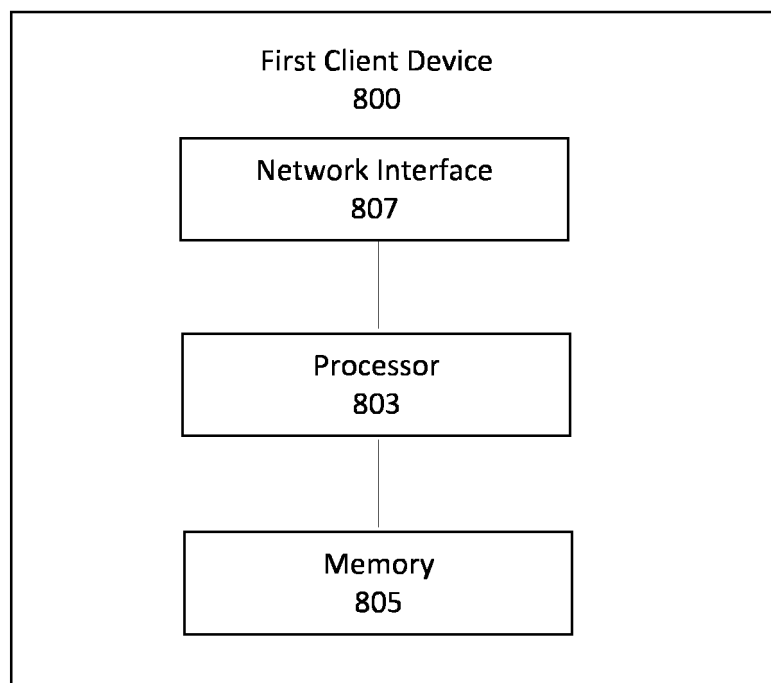 First Client Device
800
Network Interface
807
Processor
803
Memory
805